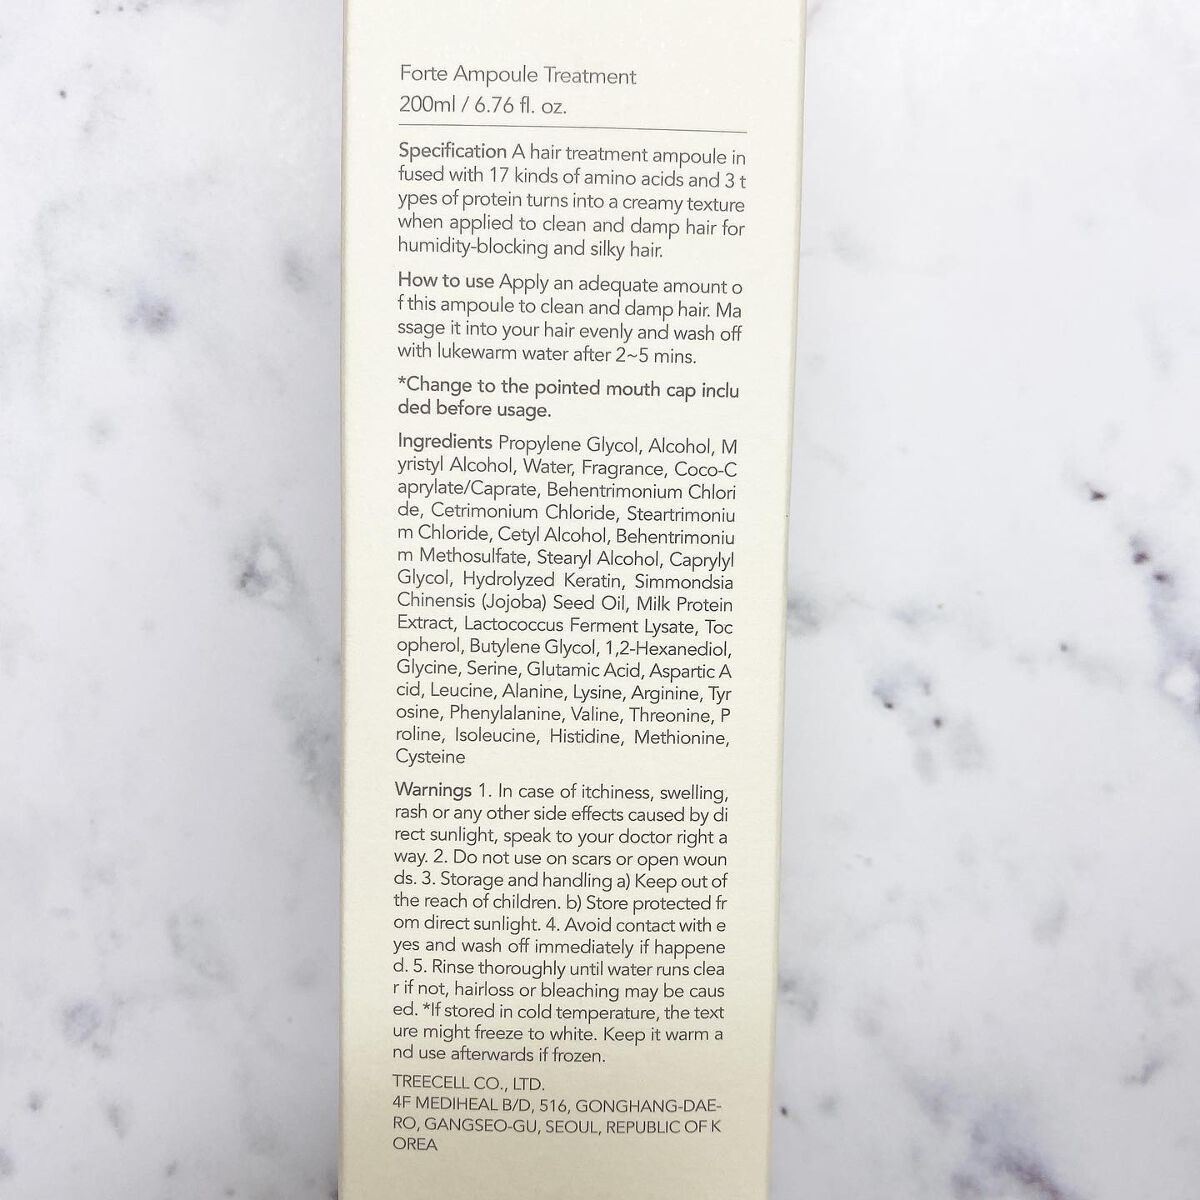 Forte Ampoule Treatment
200ml / 6.76 fl. oz.
Specification A hair treatment ampoule in
fused with 17 kinds of amino acids and 3 t
ypes of protein turns into a creamy texture
when applied to clean and damp hair for
humidity-blocking and silky hair.
How to use Apply an adequate amount o
f this ampoule to clean and damp hair. Ma
ssage it into your hair evenly and wash off
with lukewarm water after 2~5 mins.
*Change to the pointed mouth cap inclu
ded before usage.
Ingredients Propylene Glycol, Alcohol, M
yristyl Alcohol, Water, Fragrance, Coco-C
aprylate/Caprate, Behentrimonium Chlori
de, Cetrimonium Chloride, Steartrimoniu
m Chloride, Cetyl Alcohol, Behentrimoniu
m Methosulfate, Stearyl Alcohol, Caprylyl
Glycol, Hydrolyzed Keratin, Simmondsia
Chinensis (Jojoba) Seed Oil, Milk Protein
Extract, Lactococcus Ferment Lysate, Toc
opherol, Butylene Glycol, 1,2-Hexanediol,
Glycine, Serine, Glutamic Acid, Aspartic A
cid, Leucine, Alanine, Lysine, Arginine, Tyr
osine, Phenylalanine, Valine, Threonine, P
roline, Isoleucine, Histidine, Methionine,
Cysteine
Warnings 1. In case of itchiness, swelling,
rash or any other side effects caused by di
rect sunlight, speak to your doctor right a
way. 2. Do not use on scars or open woun
ds. 3. Storage and handling a) Keep out of
the reach of children. b) Store protected fr
om direct sunlight. 4. Avoid contact with e
yes and wash off immediately if happene
d. 5. Rinse thoroughly until water runs clea
r if not, hairloss or bleaching may be caus
ed. *If stored in cold temperature, the text
ure might freeze to white. Keep it warm a
nd use afterwards if frozen.
TREECELL CO., LTD.
4F MEDIHEAL B/D, 516, GONGHANG-DAE-
RO, GANGSEO-GU, SEOUL, REPUBLIC OF K
OREA